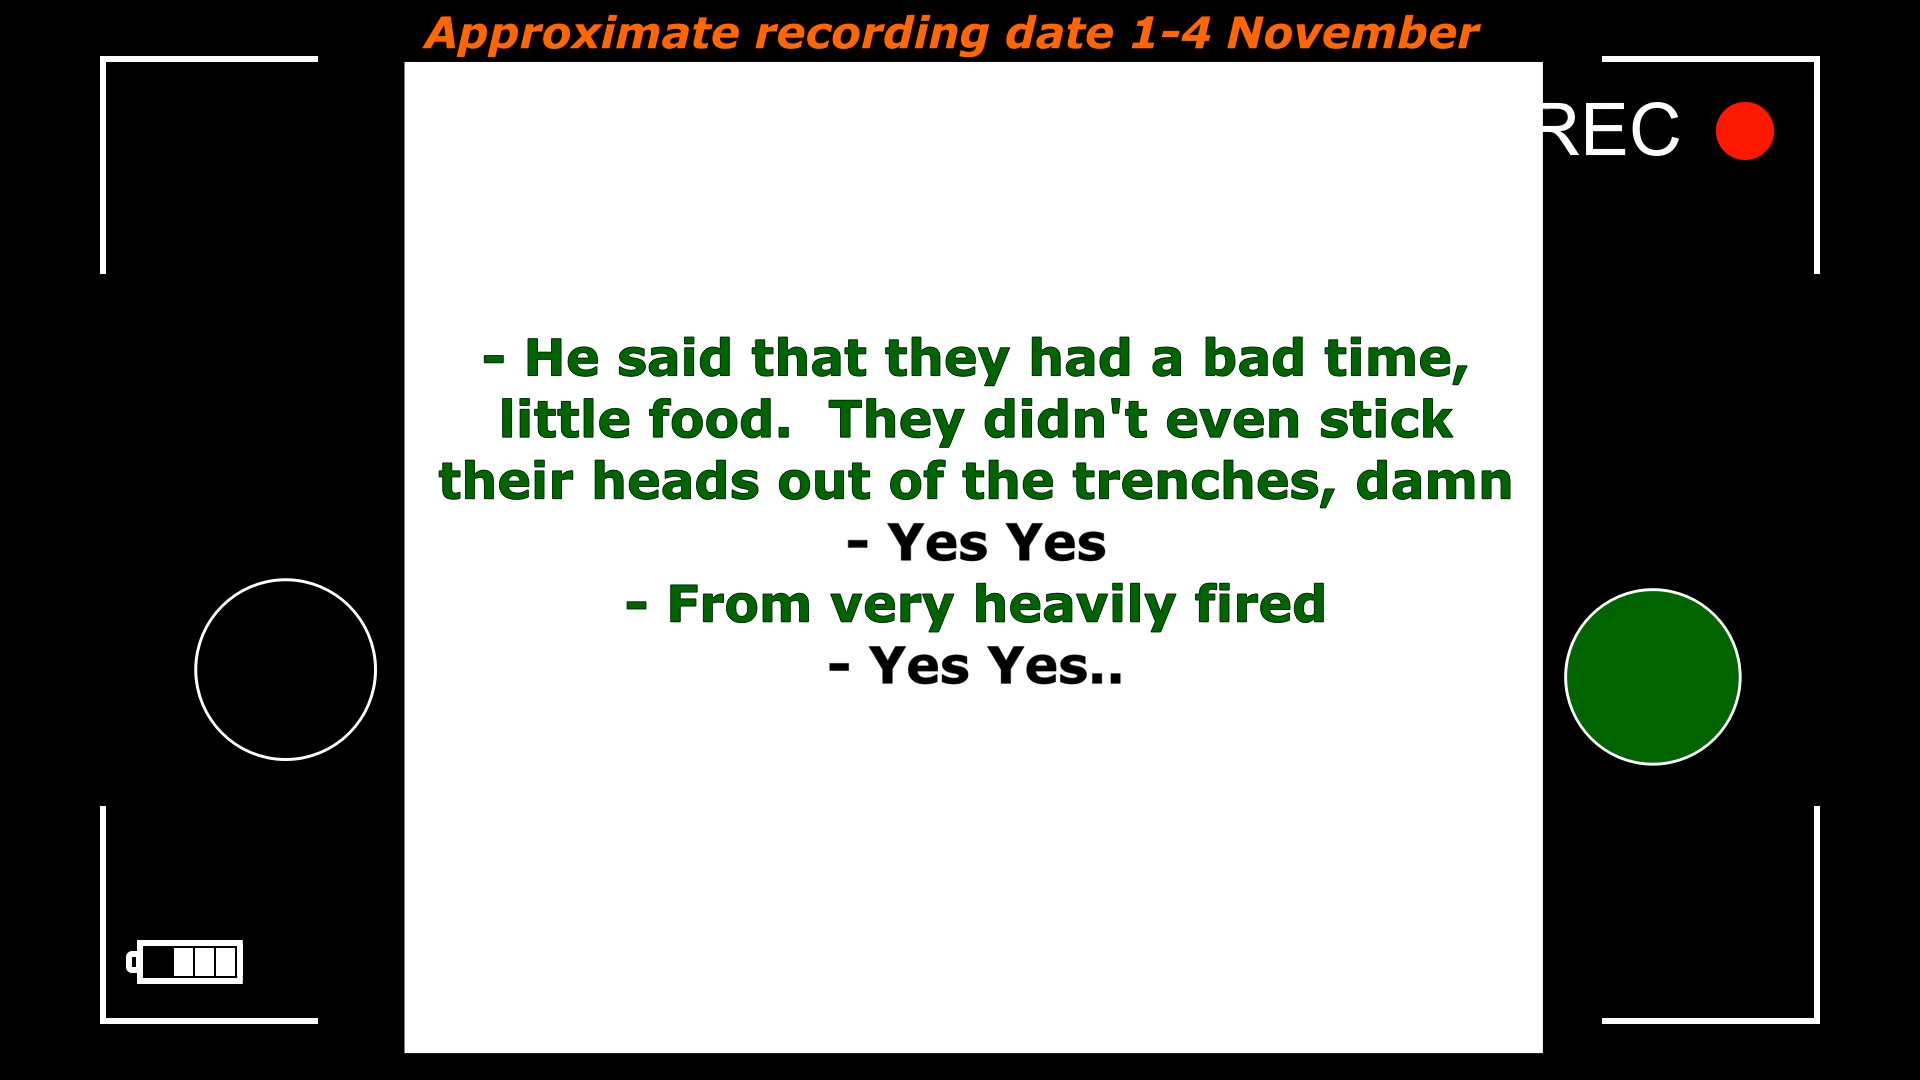 Approximate recording date 1-4 November
REC
- He said that they had a bad time,
little food.  They didn't even stick
their heads out of the trenches, damn
- Yes Yes
- From very heavily fired
- Yes Yes..